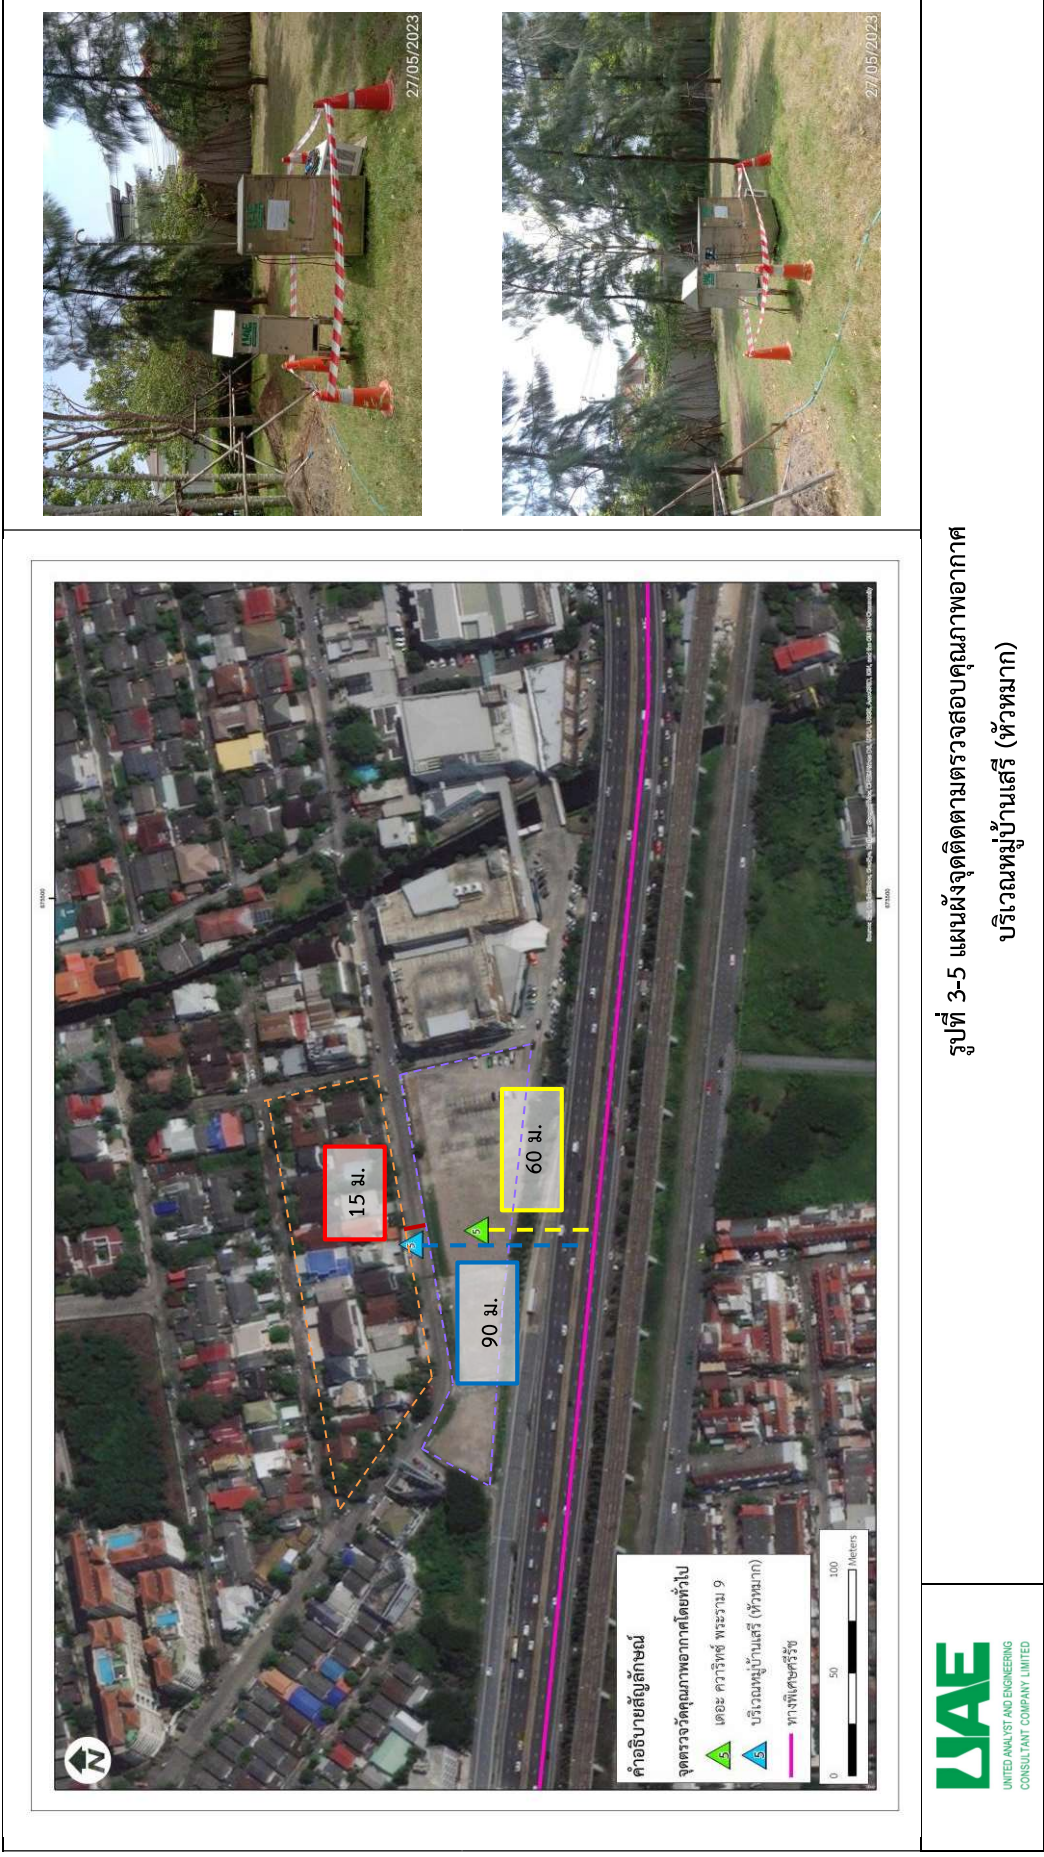 27/05/2023
27/05/2023
675500
675500
15 ม.
60 ม.
90 ม.
5
5
N
คำอธิบายสัญลักษณ์
จุดตรวจวัดคุณภาพอากาศโดยทั่วไป
5 เดอะ ควาริทซ์ พระราม 9
5 บริเวณหมู่บ้านเสรี (หัวหมาก)
ทางพิเศษศรีรัช
0 50 100
Meters
รูปที่ 3-5 แผนผังจุดติดตามตรวจสอบคุณภาพอากาศ
บริเวณหมู่บ้านเสรี (หัวหมาก)
UAE
UNITED ANALYST AND ENGINEERING
CONSULTANT COMPANY LIMITED